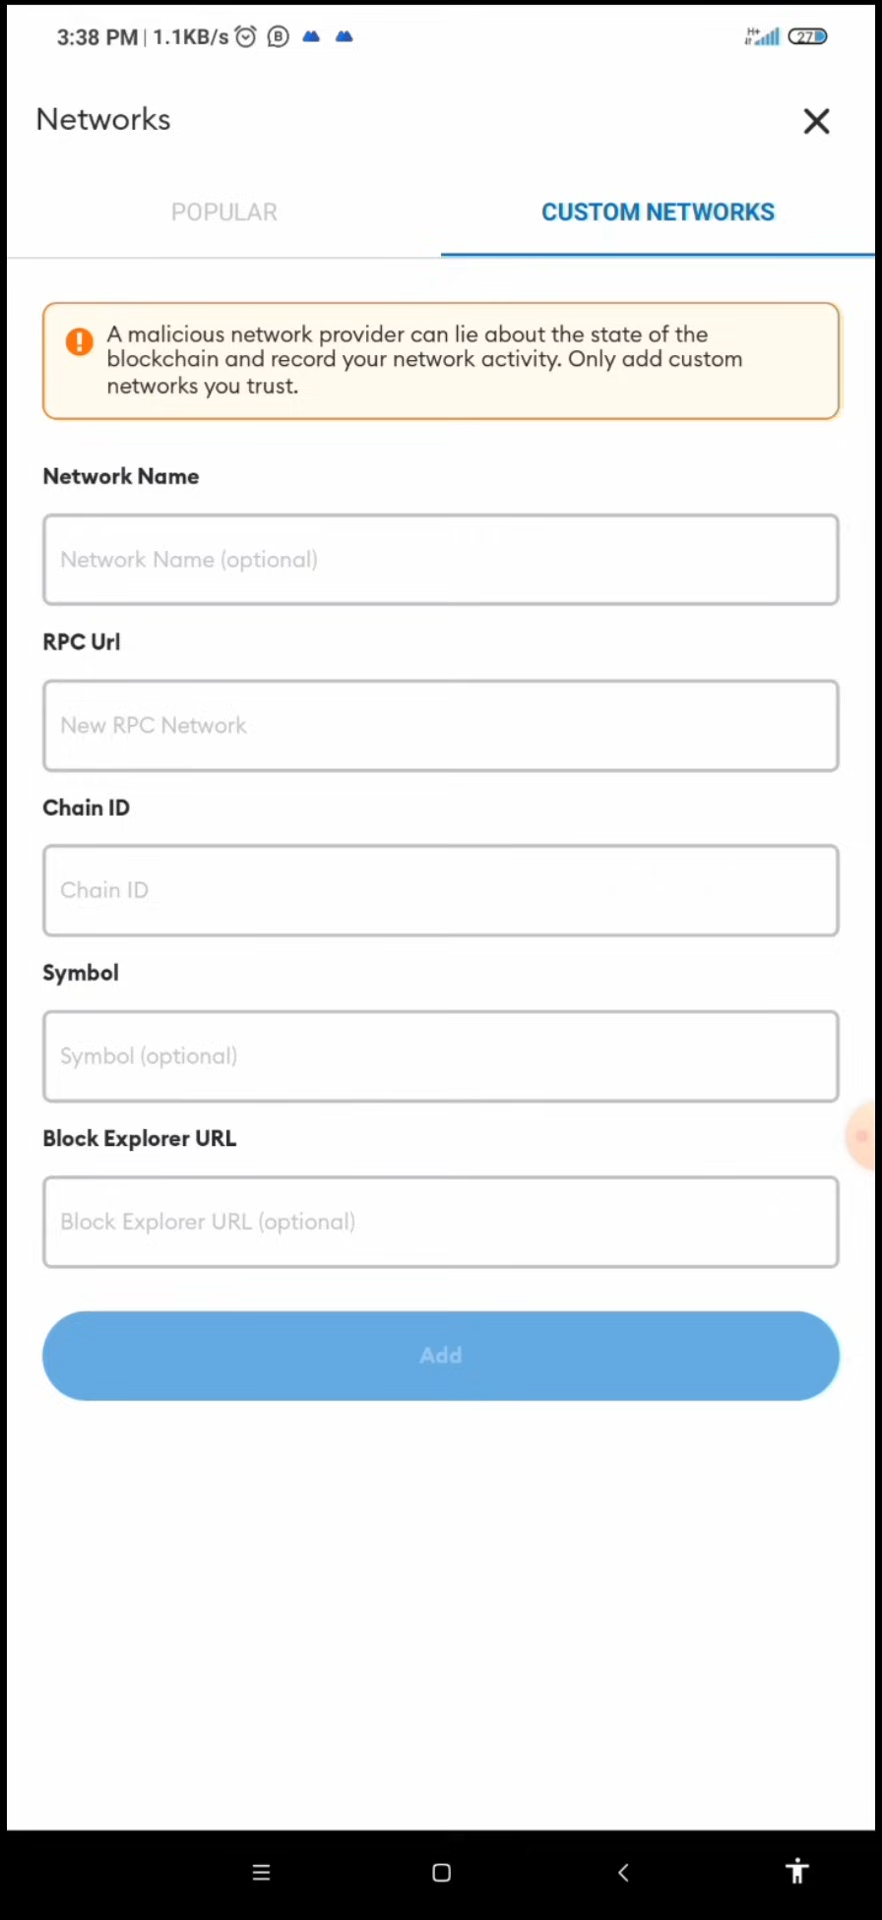 3:38 PM | 1.1KB/s B H+ 27
Networks
POPULAR CUSTOM NETWORKS
A malicious network provider can lie about the state of the
blockchain and record your network activity. Only add custom
networks you trust.
Network Name
Network Name (optional)
RPC Url
New RPC Network
Chain ID
Chain ID
Symbol
Symbol (optional)
Block Explorer URL
Block Explorer URL (optional)
Add